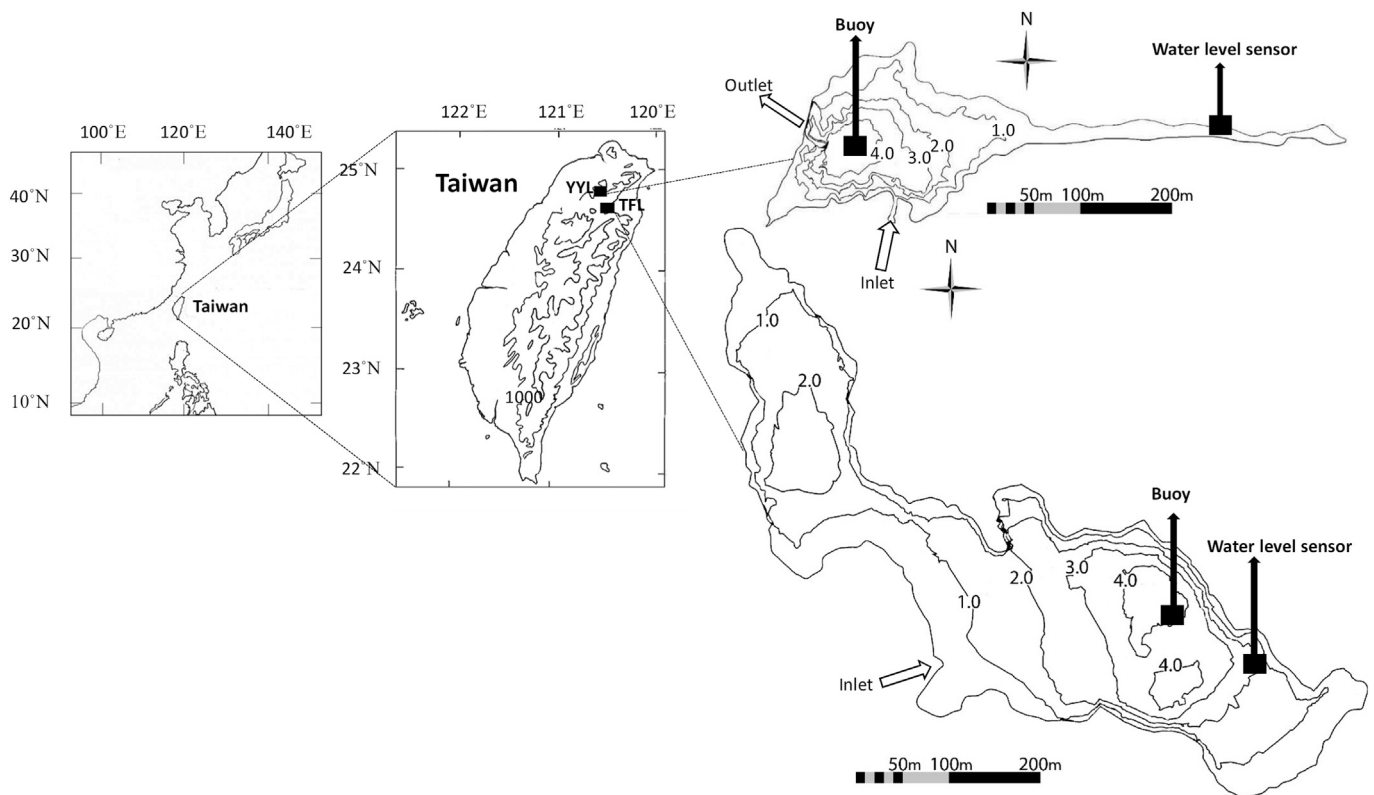 100°E
120°E
140°E
40°N
30°N
20°N
10°N
Taiwan
122°E
121°E
120°E
25°N
24°N
23°N
22°N
Taiwan
YYL
TFL
1000
Buoy
N
Water level sensor
Outlet
1.0
2.0
3.0
4.0
50m 100m 200m
Inlet
N
1.0
2.0
Buoy
Water level sensor
3.0
4.0
2.0
1.0
4.0
Inlet
50m 100m 200m